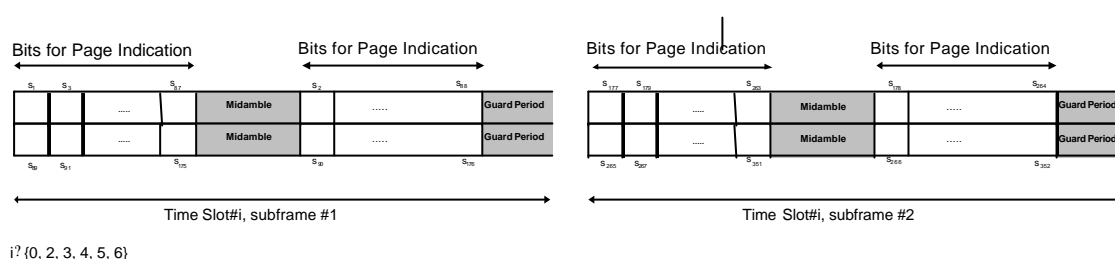 Bits for Page Indication Bits for Page Indication Bits for Page Indication Bits for Page Indication
S1 S3 S87 S2 S88 S177 S179 S263 S178 S264
..... Midamble ..... Guard Period ..... Midamble ..... Guard Period
..... Midamble ..... Guard Period ..... Midamble ..... Guard Period
S89 S91 S175 S90 S176 S265 S267 S351 S266 S352
Time Slot#i, subframe #1 Time Slot#i, subframe #2
i? {0, 2, 3, 4, 5, 6}